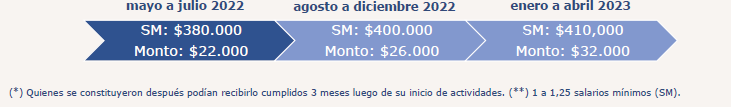 mayo a julio 2022 agosto a diciembre 2022 enero a abril 2023
SM: $380.000 SM: $400.000 SM: $410,000
Monto: $22.000 Monto: $26.000 Monto: $32.000
(*) Quienes se constituyeron después podían recibirlo cumplidos 3 meses luego de su inicio de actividades. (**) 1 a 1,25 salarios mínimos (SM).